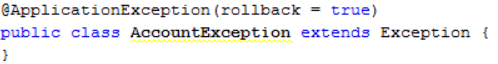 @ApplicationException(rollback = true)
public class AccountException extends Exception {
}